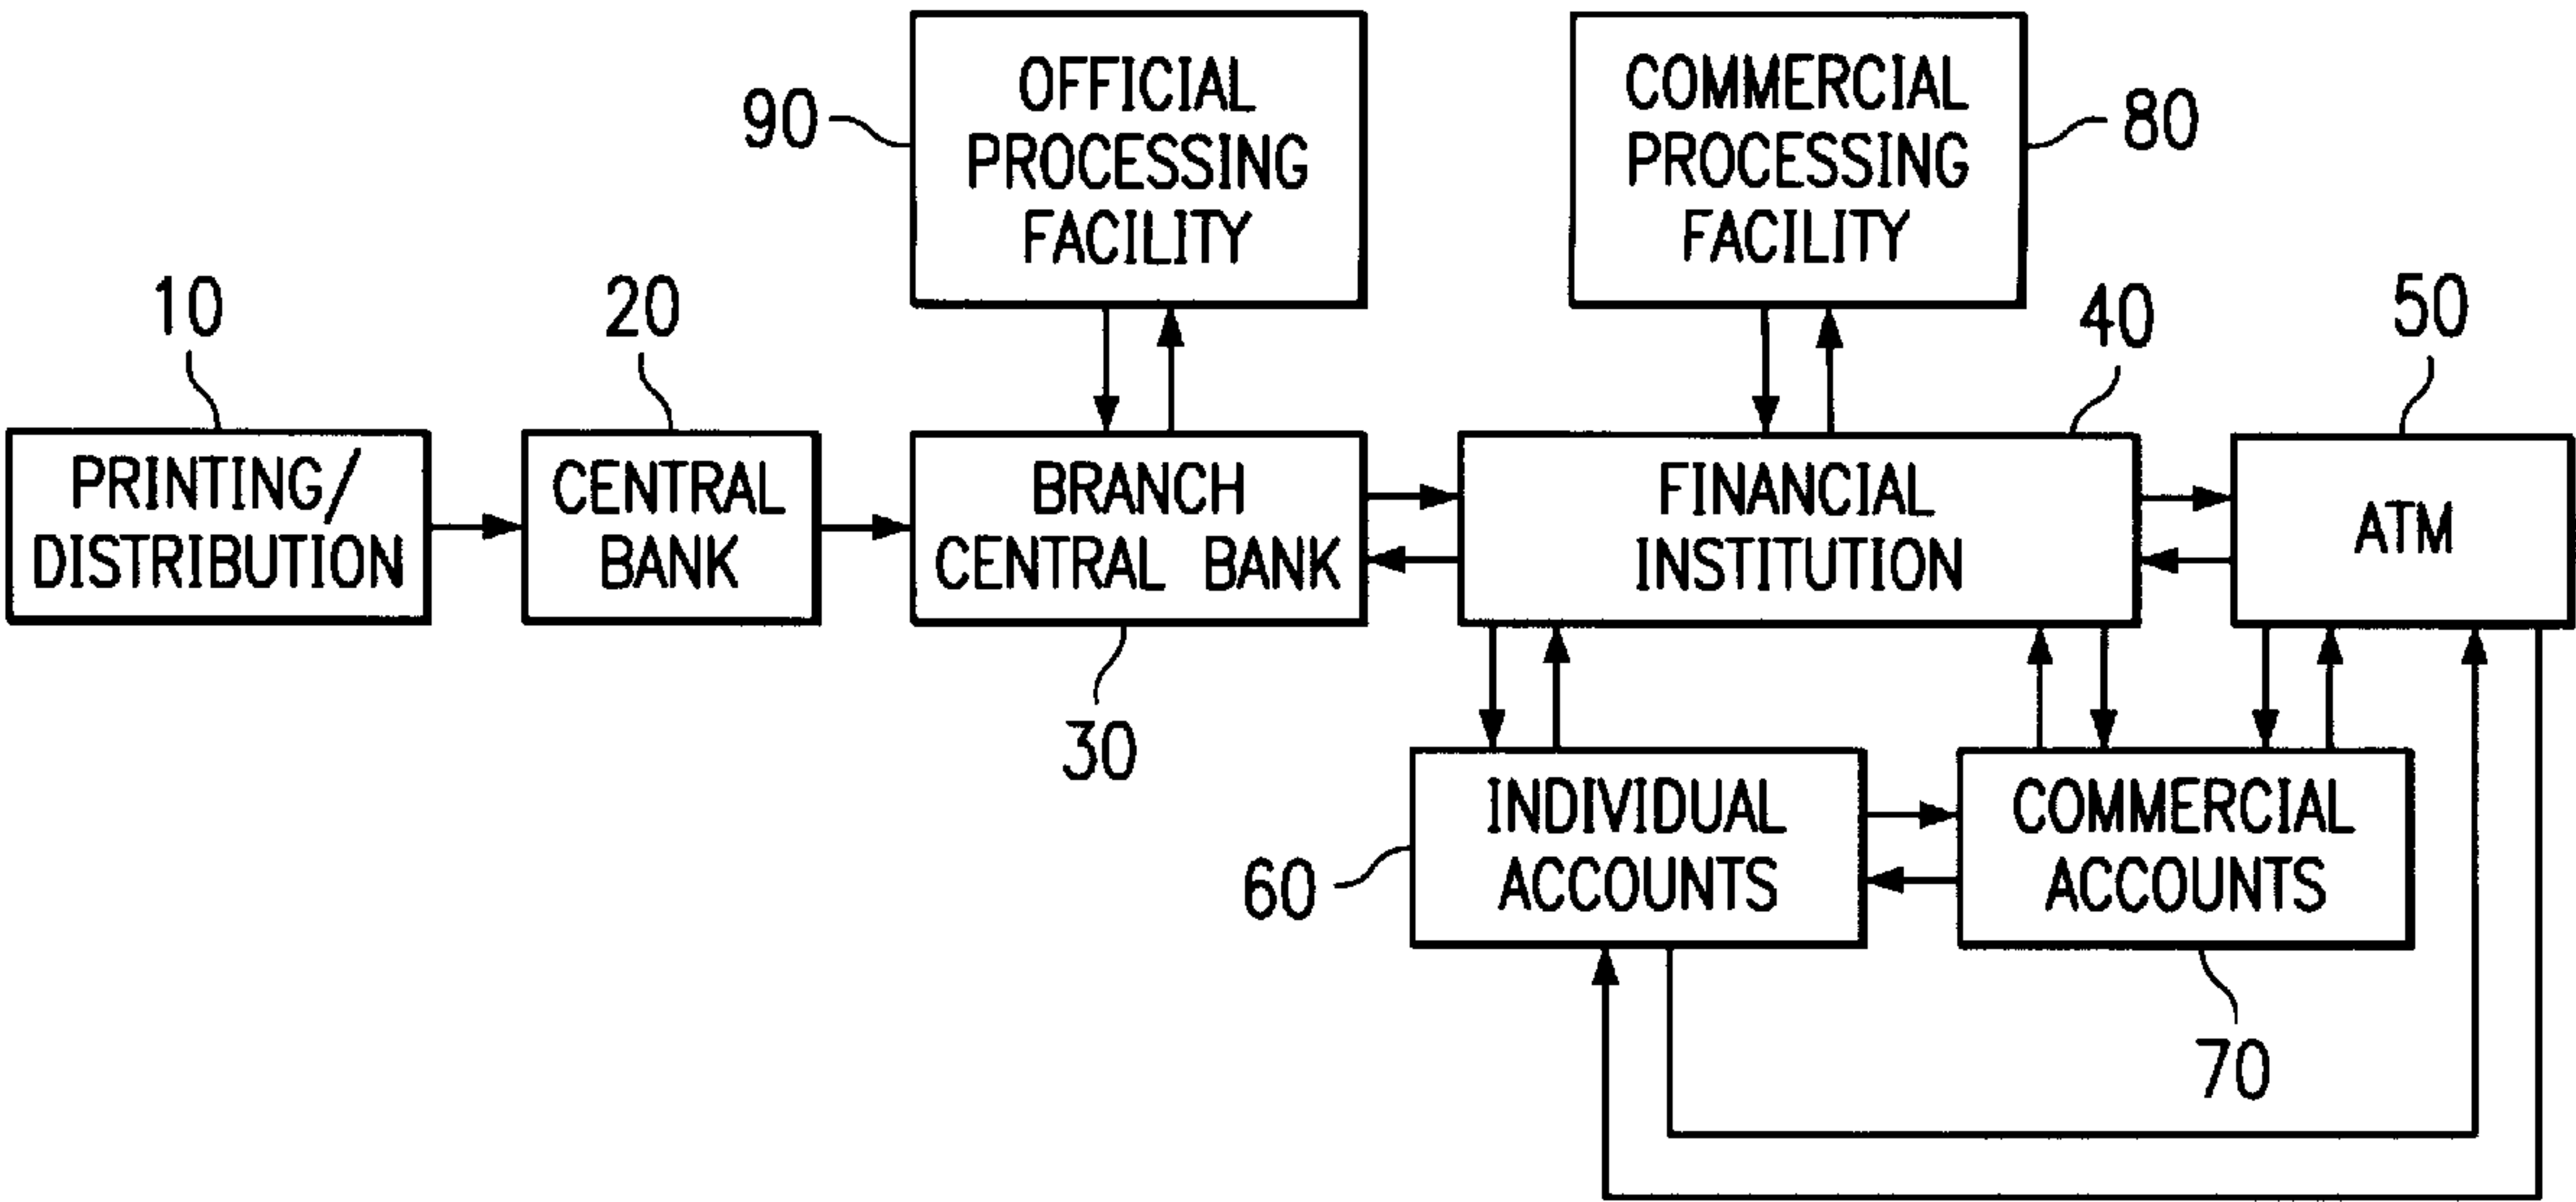 90
OFFICIAL
PROCESSING
FACILITY
COMMERCIAL
PROCESSING
FACILITY
80
10
20
40
50
PRINTING/
DISTRIBUTION
CENTRAL
BANK
BRANCH
CENTRAL BANK
FINANCIAL
INSTITUTION
ATM
30
60
INDIVIDUAL
ACCOUNTS
COMMERCIAL
ACCOUNTS
70